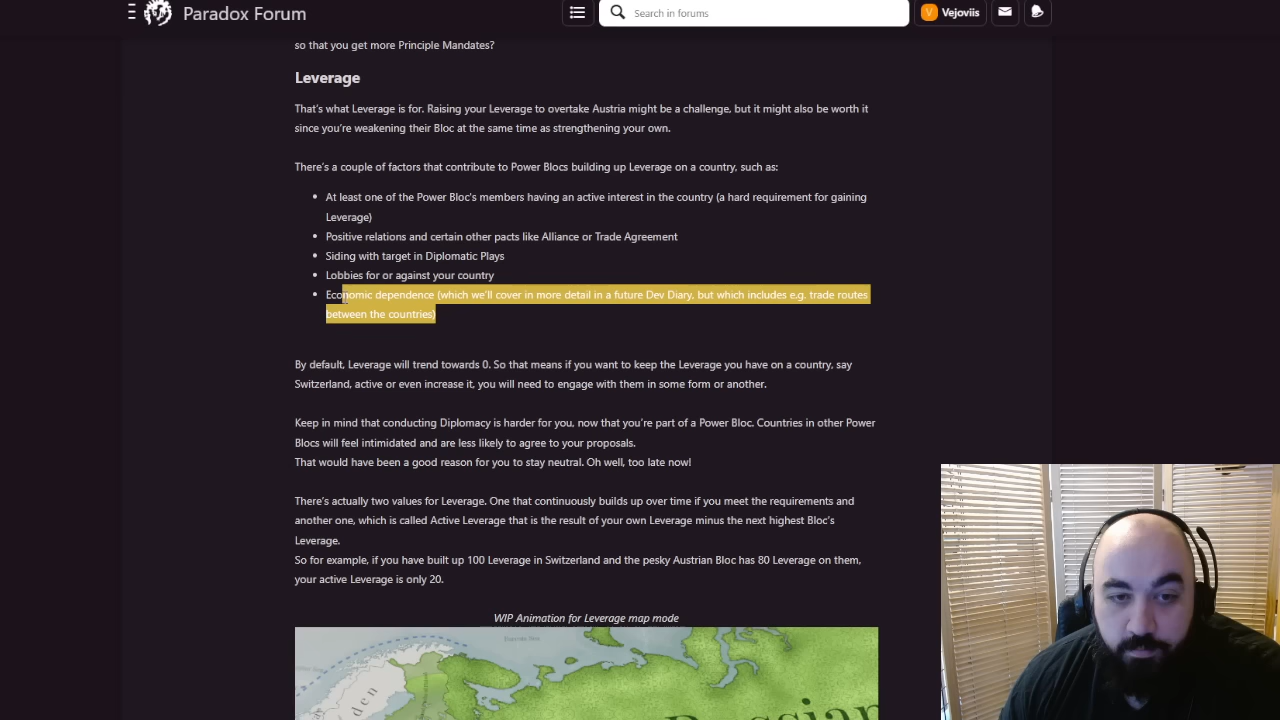 Paradox Forum
Search in forums
V Vejoviis
so that you get more Principle Mandates?
Leverage
That's what Leverage is for. Raising your Leverage to overtake Austria might be a challenge, but it might also be worth it
since you're weakening their Bloc at the same time as strengthening your own.
There's a couple of factors that contribute to Power Blocs building up Leverage on a country, such as:
• At least one of the Power Bloc's members having an active interest in the country (a hard requirement for gaining
Leverage)
• Positive relations and certain other pacts like Alliance or Trade Agreement
• Siding with target in Diplomatic Plays
• Lobbies for or against your country
• Economic dependence (which we'll cover in more detail in a future Dev Diary, but which includes e.g. trade routes
between the countries)
By default, Leverage will trend towards 0. So that means if you want to keep the Leverage you have on a country, say
Switzerland, active or even increase it, you will need to engage with them in some form or another.
Keep in mind that conducting Diplomacy is harder for you, now that you're part of a Power Bloc. Countries in other Power
Blocs will feel intimidated and are less likely to agree to your proposals.
That would have been a good reason for you to stay neutral. Oh well, too late now!
There's actually two values for Leverage. One that continuously builds up over time if you meet the requirements and
another one, which is called Active Leverage that is the result of your own Leverage minus the next highest Bloc's
Leverage.
So for example, if you have built up 100 Leverage in Switzerland and the pesky Austrian Bloc has 80 Leverage on them,
your active Leverage is only 20.
WIP Animation for Leverage map mode